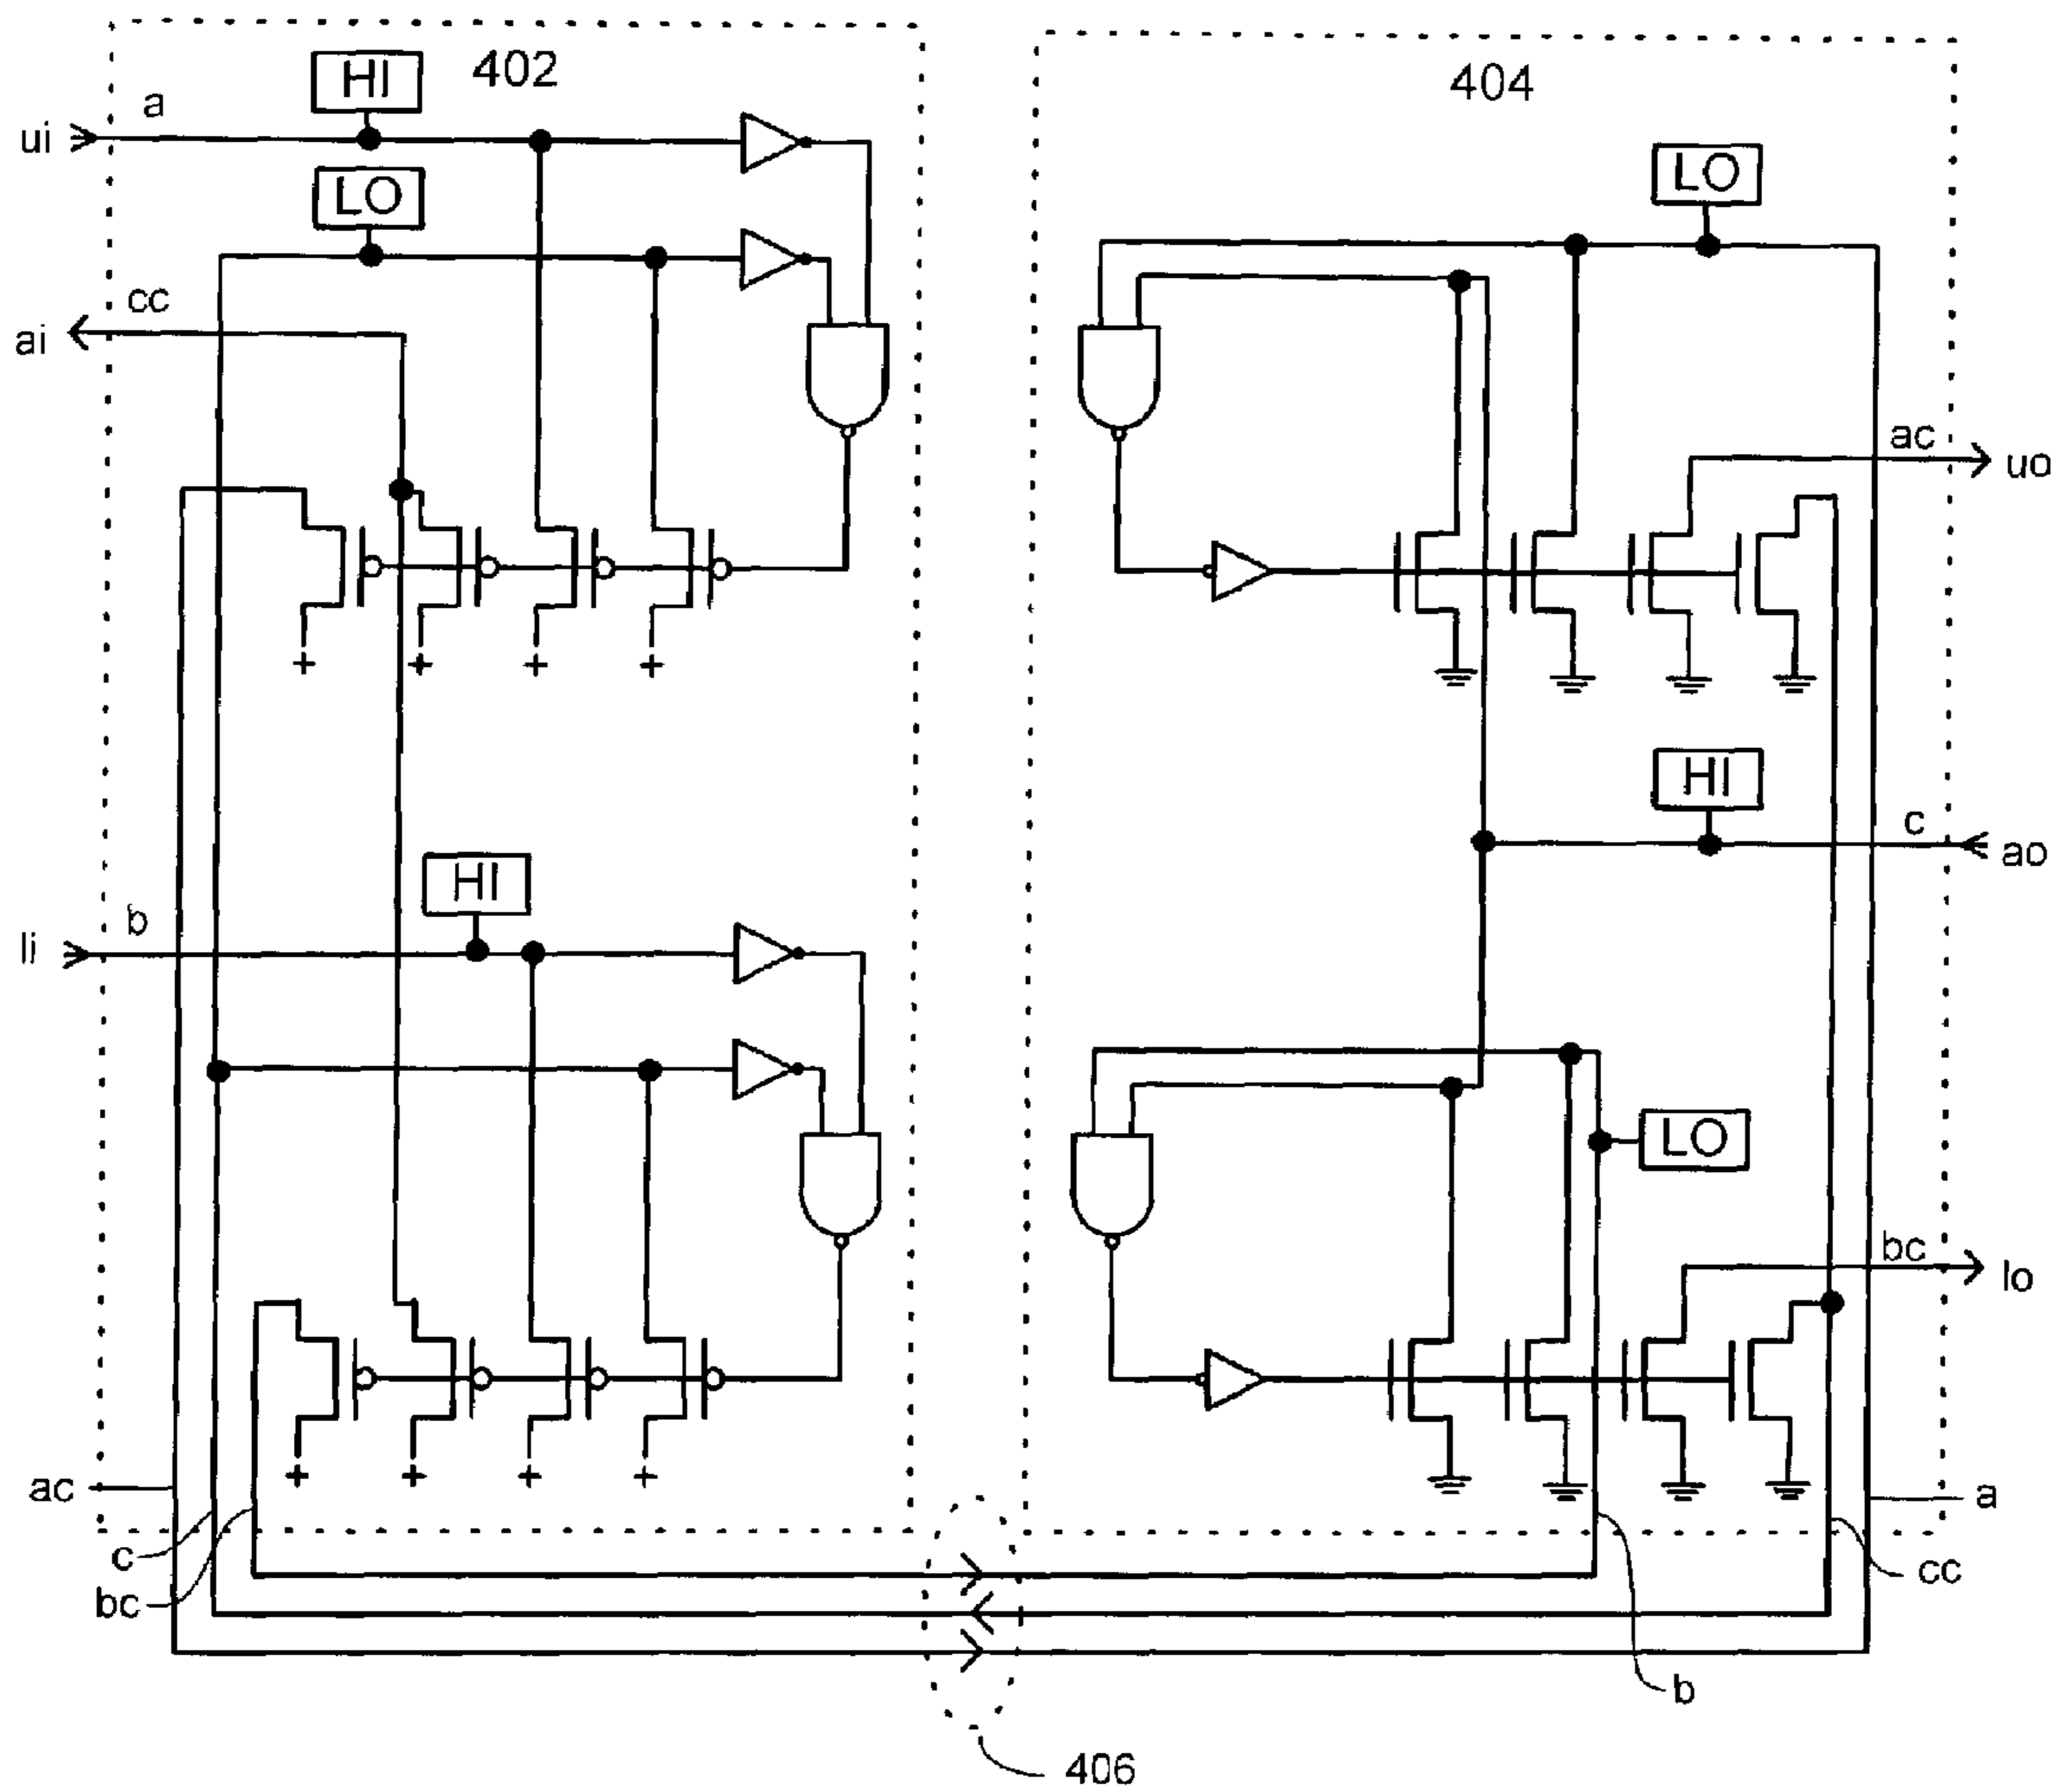 402
404
HI
a
ui
LO
LO
cc
ai
+ + + +
ac
uo
HI
c
ao
HI
b
li
LO
bc
lo
+ + + +
ac
a
c
cc
bc
b
406